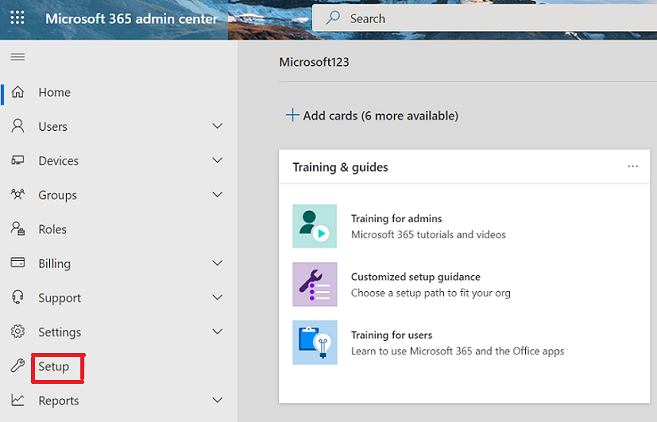 Microsoft 365 admin center
Search
Home
Users
Devices
Groups
Roles
Billing
Support
Settings
Setup
Reports
Microsoft123
Add cards (6 more available)
Training & guides
Training for admins
Microsoft 365 tutorials and videos
Customized setup guidance
Choose a setup path to fit your org
Training for users
Learn to use Microsoft 365 and the Office apps